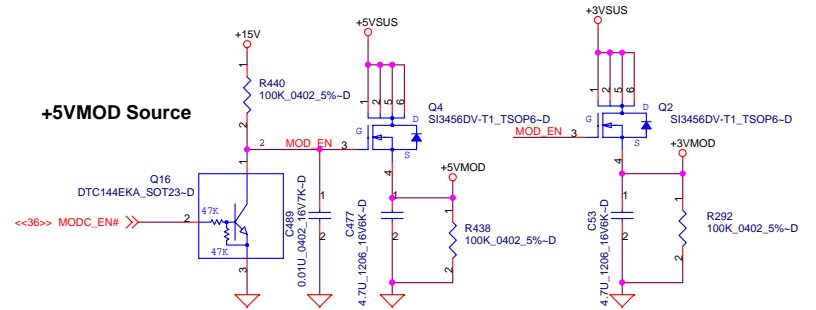 +5VSUS
+3VSUS
+15V
1
2
5
6
1
2
5
6
1
R440
100K_0402_5%~D
2
Q4
SI3456DV-T1_TSOP6~D
Q2
SI3456DV-T1_TSOP6~D
D
G
S
D
G
S
+5VMOD Source
2
MOD_EN
3
MOD_EN
3
+3VMOD
4
4
+5VMOD
1
Q16
DTC144EKA_SOT23~D
<<36>> MODC_EN#
2
47K
47K
3
1
2
C489
0.01U_0402_16V7K~D
1
2
C477
4.7U_1206_16V6K~D
1
2
R438
100K_0402_5%~D
1
2
C53
4.7U_1206_16V6K~D
1
2
R292
100K_0402_5%~D